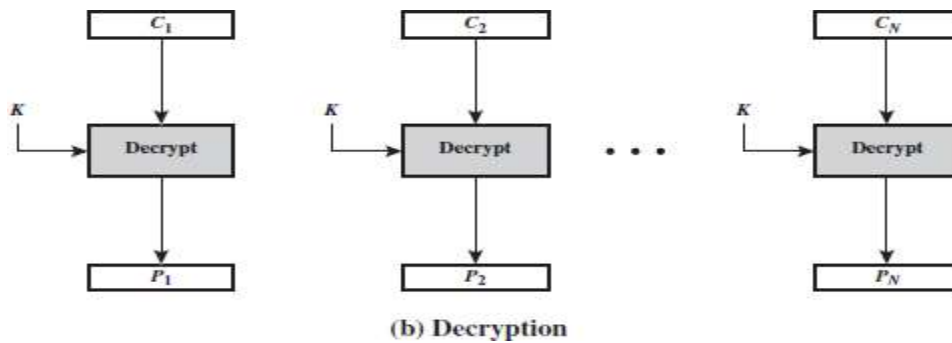 C1 C2 CN
K K K
Decrypt Decrypt • • • Decrypt
P1 P2 PN
(b) Decryption